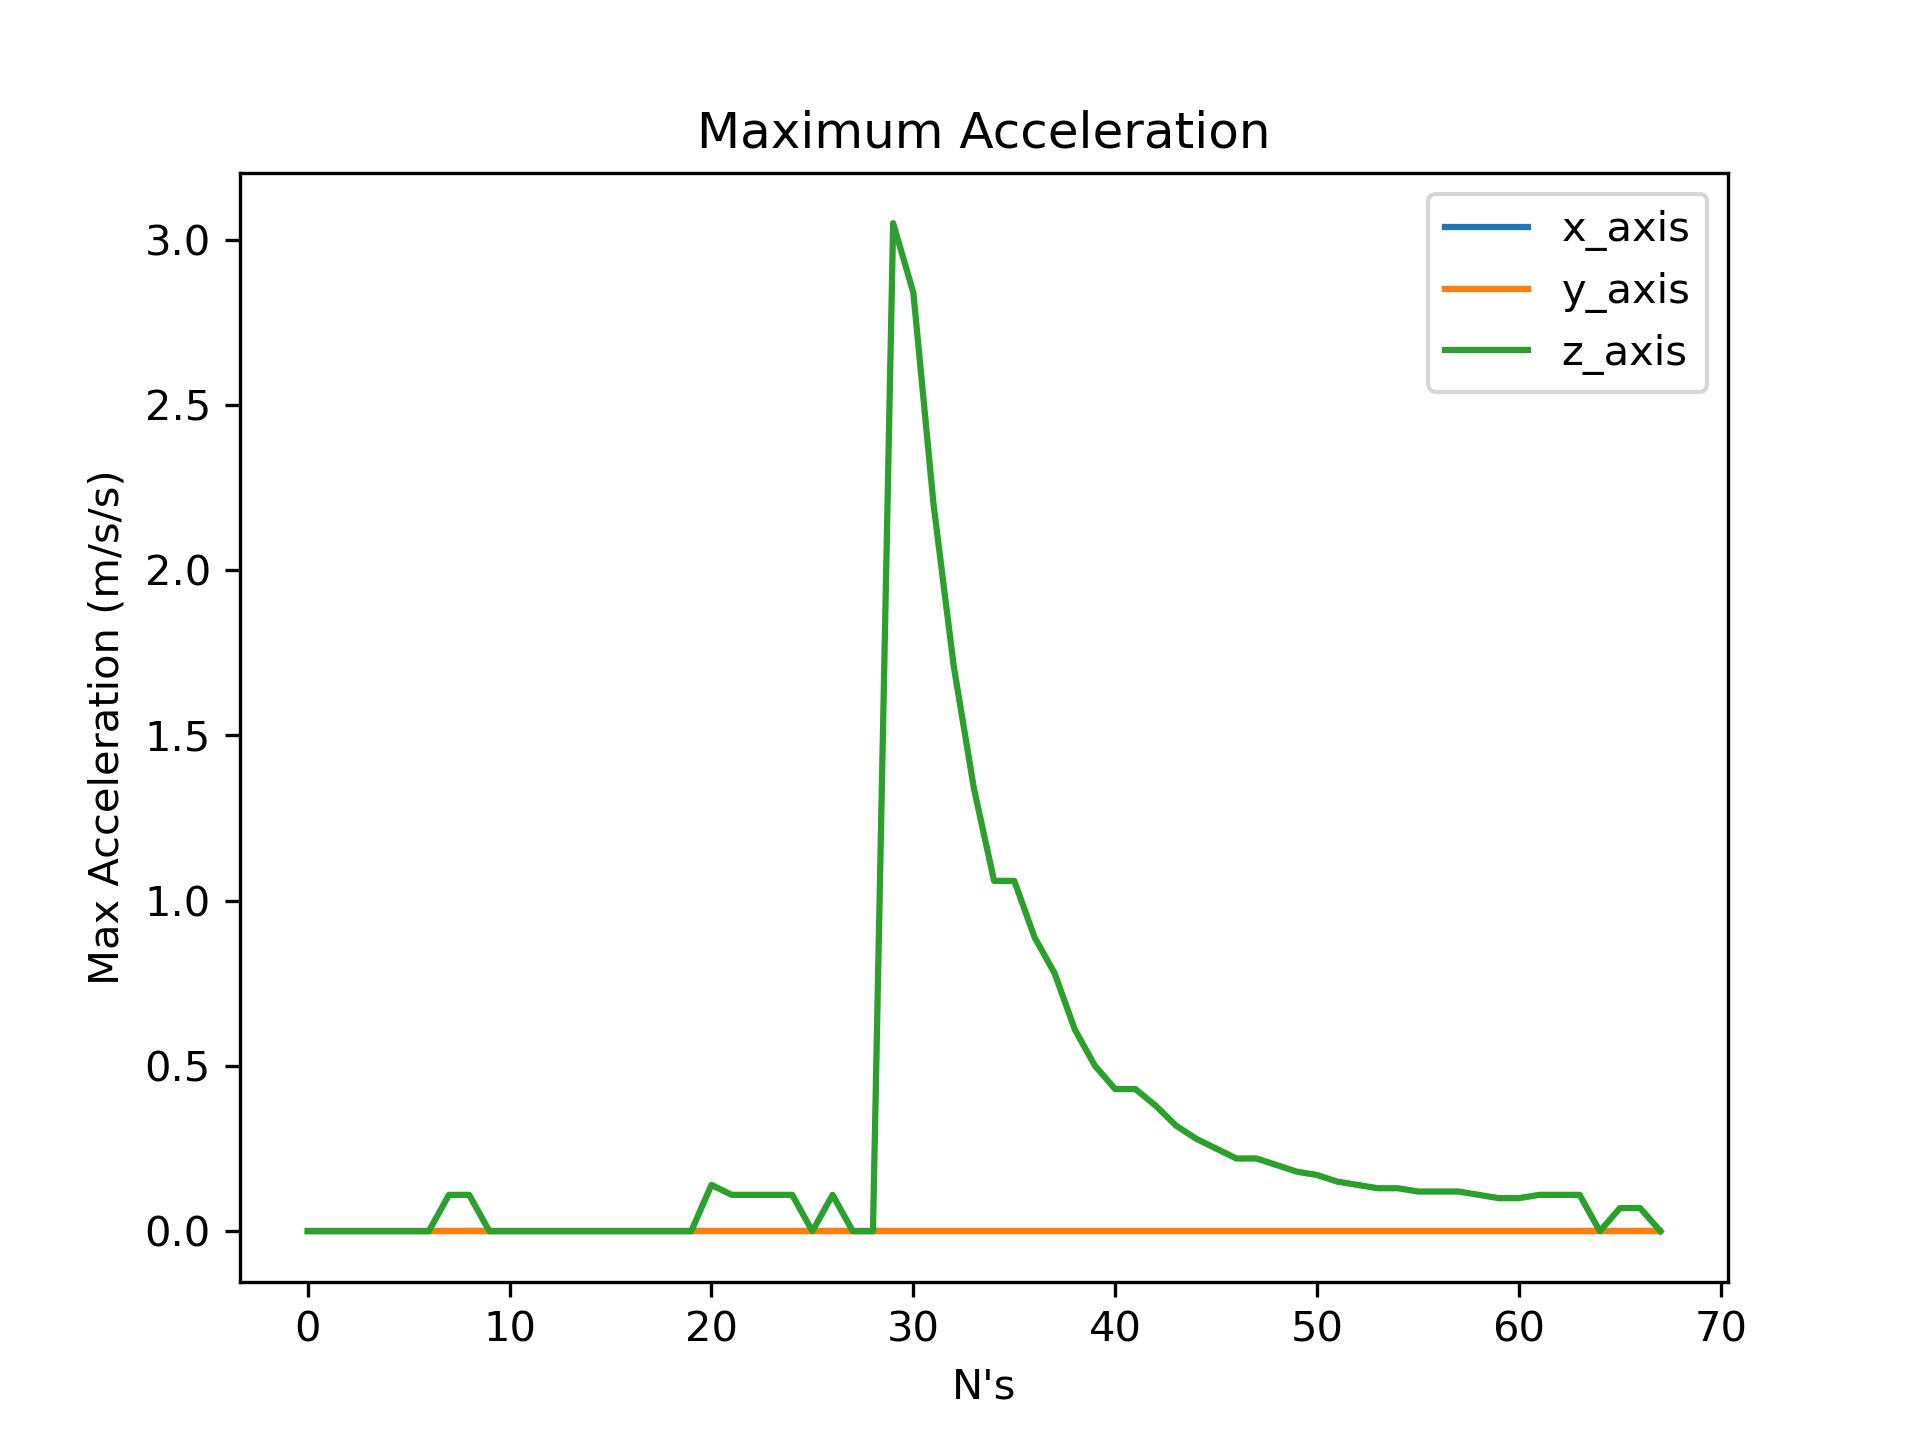 Maximum Acceleration
x_axis
y_axis
z_axis
Max Acceleration (m/s/s)
3.0
2.5
2.0
1.5
1.0
0.5
0.0
0 10 20 30 40 50 60 70
N's